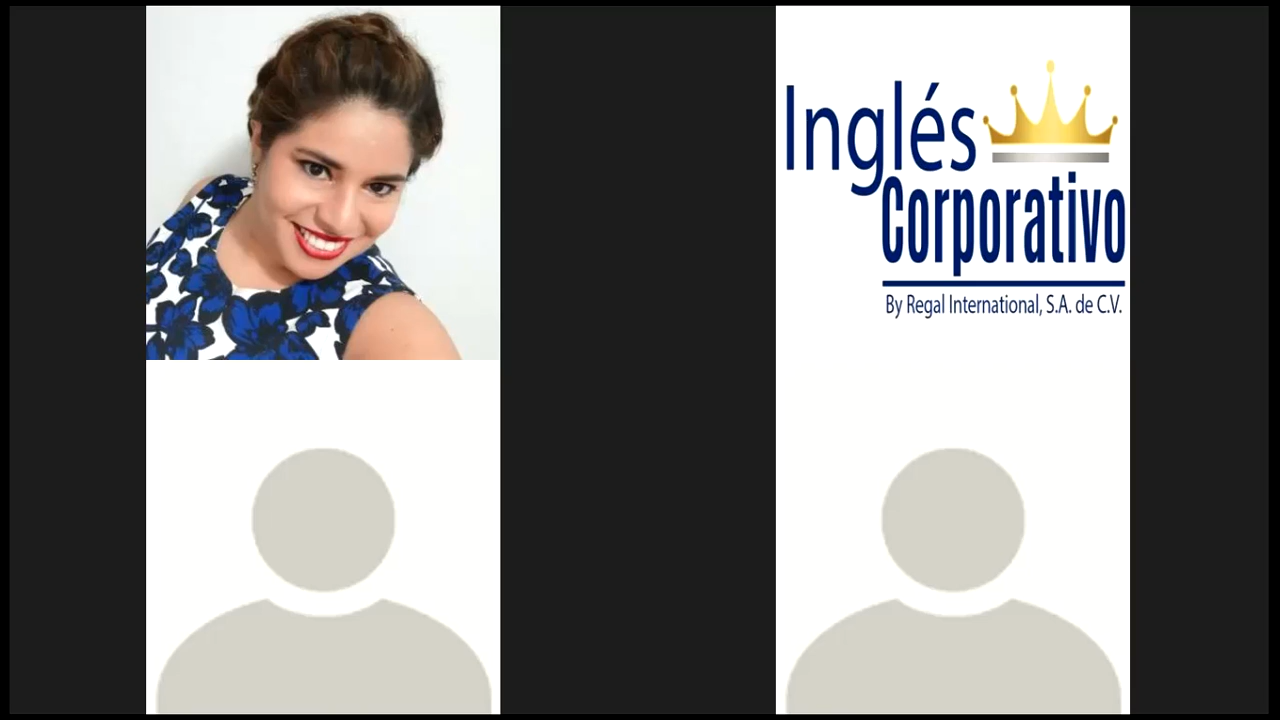 Inglés
Corporativo
By Regal International, S.A. de C.V.